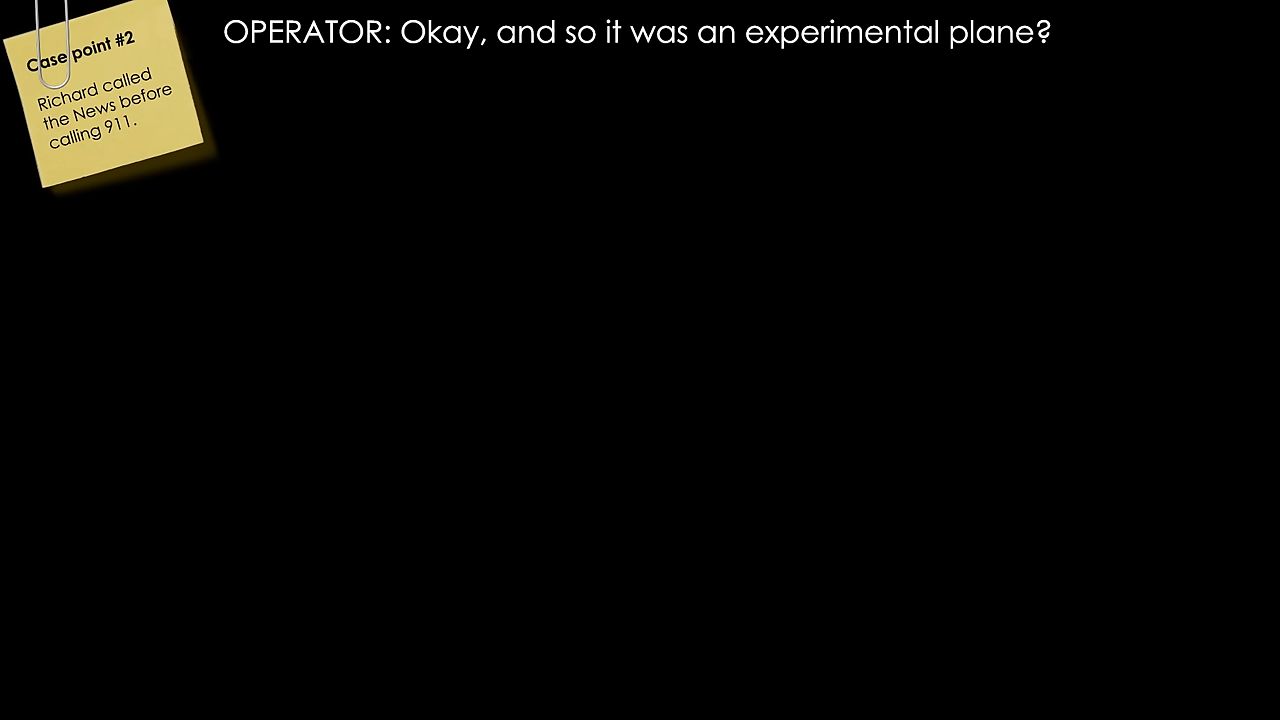 Case point #2
Richard called
the News before
calling 911.
OPERATOR: Okay, and so it was an experimental plane?